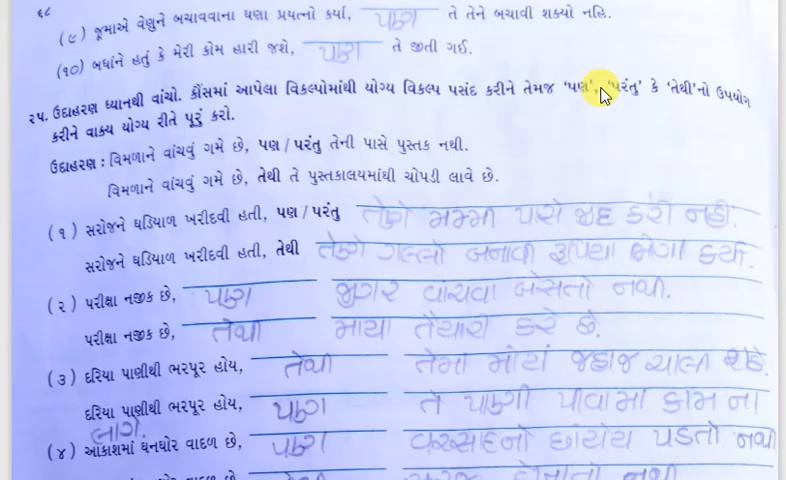 ૬૮
(૯) જૂમાએ વેણુને બચાવવાના ઘણા પ્રયત્નો કર્યા, પણ તે તેને બચાવી શક્યો નહિ.
(૧૦) બધાંને હતું કે મેરી કોમ હારી જશે, પણ તે જીતી ગઈ.
૨૫. ઉદાહરણ ધ્યાનથી વાંચો. કૌંસમાં આપેલા વિકલ્પોમાંથી યોગ્ય વિકલ્પ પસંદ કરીને તેમજ ‘પણ’, ‘પરંતુ’ કે ‘તેથી’નો ઉપયોગ
કરીને વાક્ય યોગ્ય રીતે પૂરું કરો.
ઉદાહરણ : વિમળાને વાંચવું ગમે છે, પણ / પરંતુ તેની પાસે પુસ્તક નથી.
વિમળાને વાંચવું ગમે છે, તેથી તે પુસ્તકાલયમાંથી ચોપડી લાવે છે.
(૧) સરોજને ઘડિયાળ ખરીદવી હતી, પણ / પરંતુ તેણે મમ્મી પાસે જીદ કરી નહી.
સરોજને ઘડિયાળ ખરીદવી હતી, તેથી તેણે ગલ્લો બનાવી રૂપિયા ભેગા કર્યા.
(૨) પરીક્ષા નજીક છે, પણ જીગર વાંચવા બેસતો નથી.
પરીક્ષા નજીક છે, તેથી માયા તૈયારી કરે છે.
(૩) દરિયા પાણીથી ભરપૂર હોય, તેથી તેમાં મોટાં જહાજ ચાલી શકે.
દરિયા પાણીથી ભરપૂર હોય, પણ તે પાણી પીવામાં કામ ના
લાગે.
(૪) આકાશમાં ઘનઘોર વાદળ છે, પણ વરસાદનો છાંટોય પડતો નથી